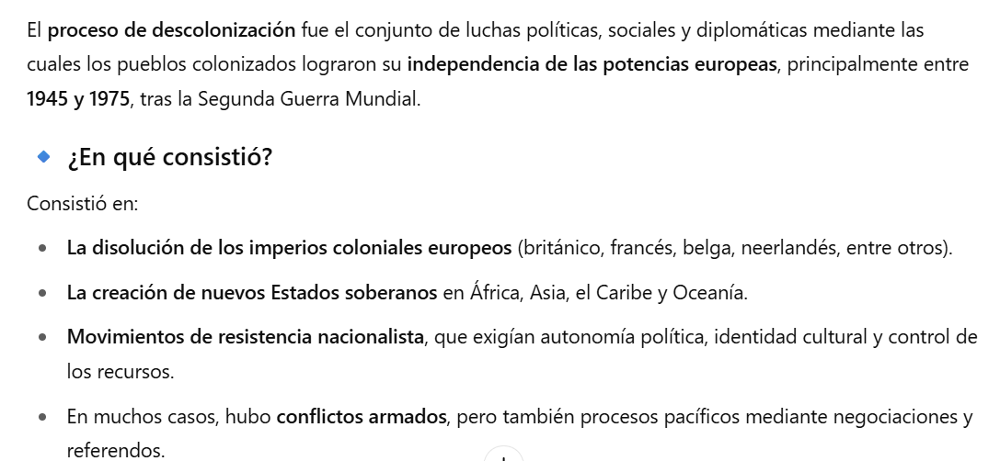 El proceso de descolonización fue el conjunto de luchas políticas, sociales y diplomáticas mediante las
cuales los pueblos colonizados lograron su independencia de las potencias europeas, principalmente entre
1945 y 1975, tras la Segunda Guerra Mundial.
¿En qué consistió?
Consistió en:
La disolución de los imperios coloniales europeos (británico, francés, belga, neerlandés, entre otros).
La creación de nuevos Estados soberanos en África, Asia, el Caribe y Oceanía.
Movimientos de resistencia nacionalista, que exigían autonomía política, identidad cultural y control de
los recursos.
En muchos casos, hubo conflictos armados, pero también procesos pacíficos mediante negociaciones y
referendos.